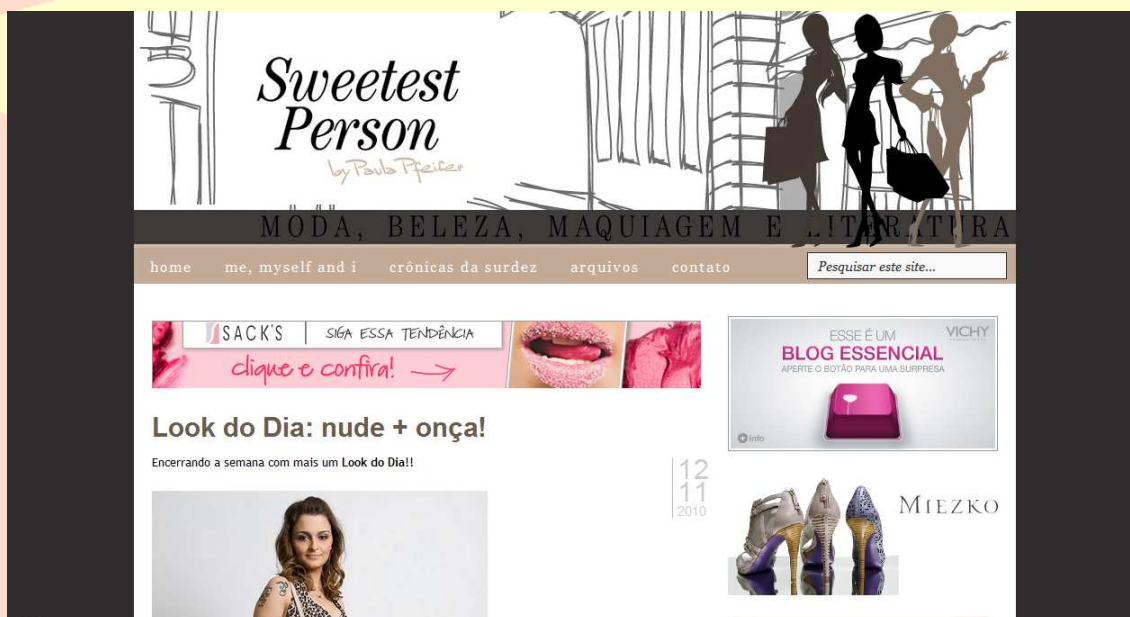 Sweetest
Person
by Paula Pfeifer
MODA, BELEZA, MAQUIAGEM E LITERATURA
home me, myself and i crônicas da surdez arquivos contato
Pesquisar este site...
SACK'S SIGA ESSA TENDÊNCIA
clique e confira!
ESSE É UM
VICHY
BLOG ESSENCIAL
APERTE O BOTÃO PARA UMA SURPRESA
+ info
Look do Dia: nude + onça!
Encerrando a semana com mais um Look do Dia!!
12
11
2010
MIEZKO